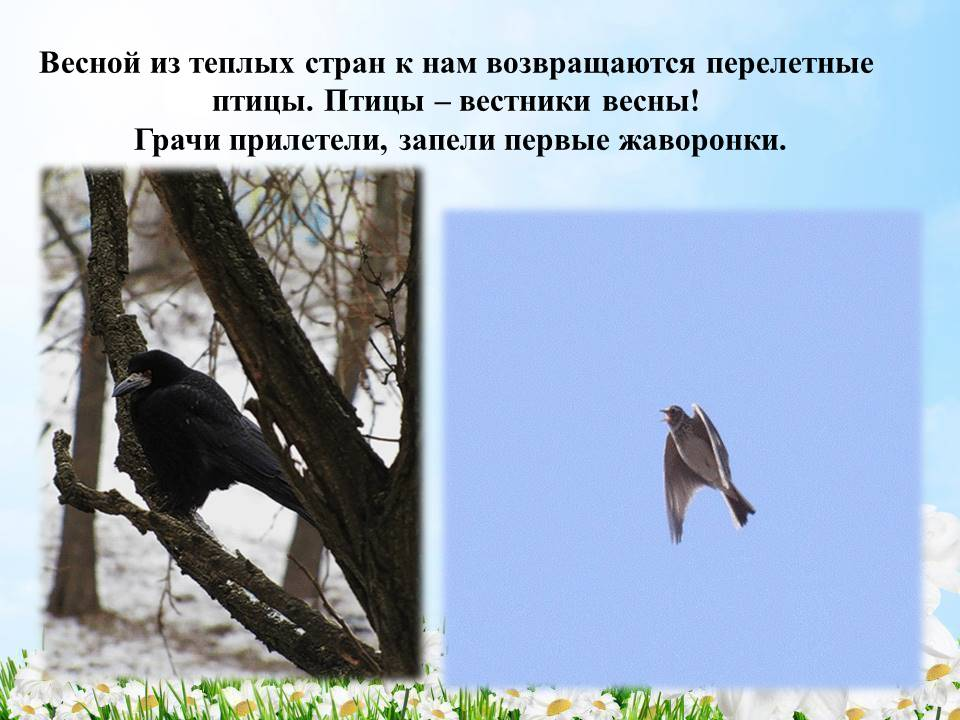 Весной из теплых стран к нам возвращаются перелетные
птицы. Птицы – вестники весны!
Грачи прилетели, запели первые жаворонки.